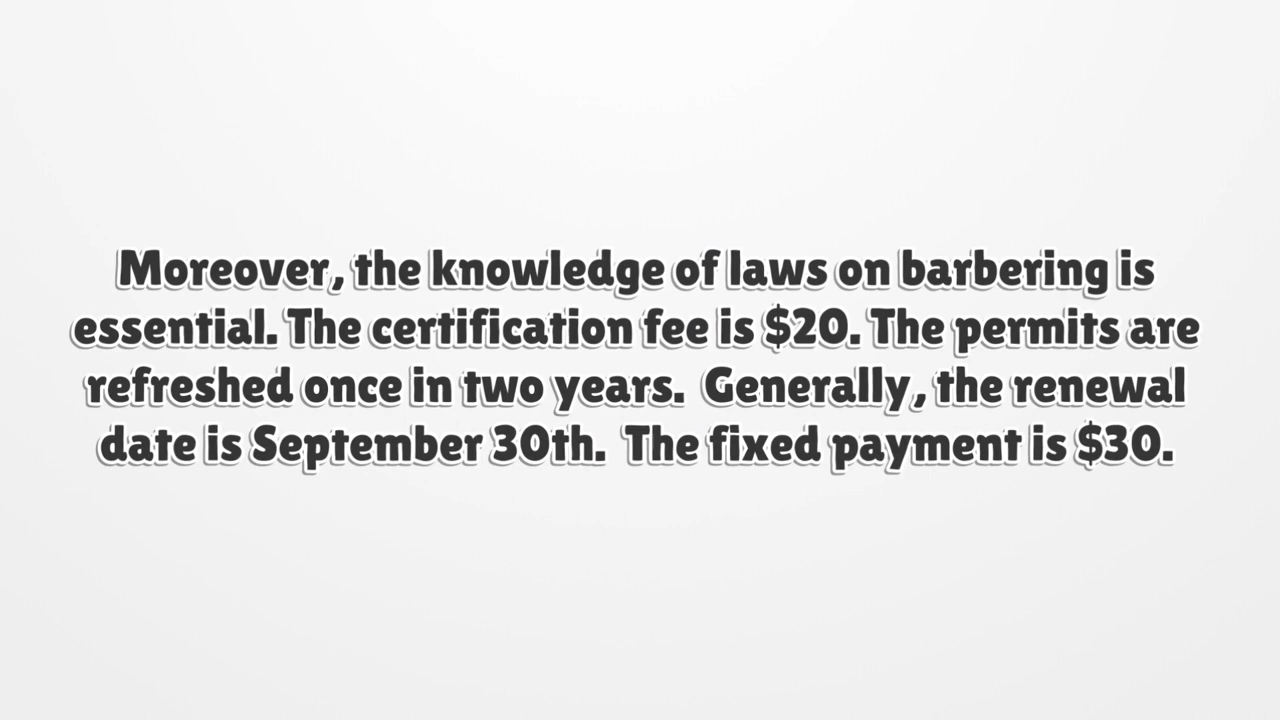 Moreover, the knowledge of laws on barbering is
essential. The certification fee is $20. The permits are
refreshed once in two years.  Generally, the renewal
date is September 30th.  The fixed payment is $30.